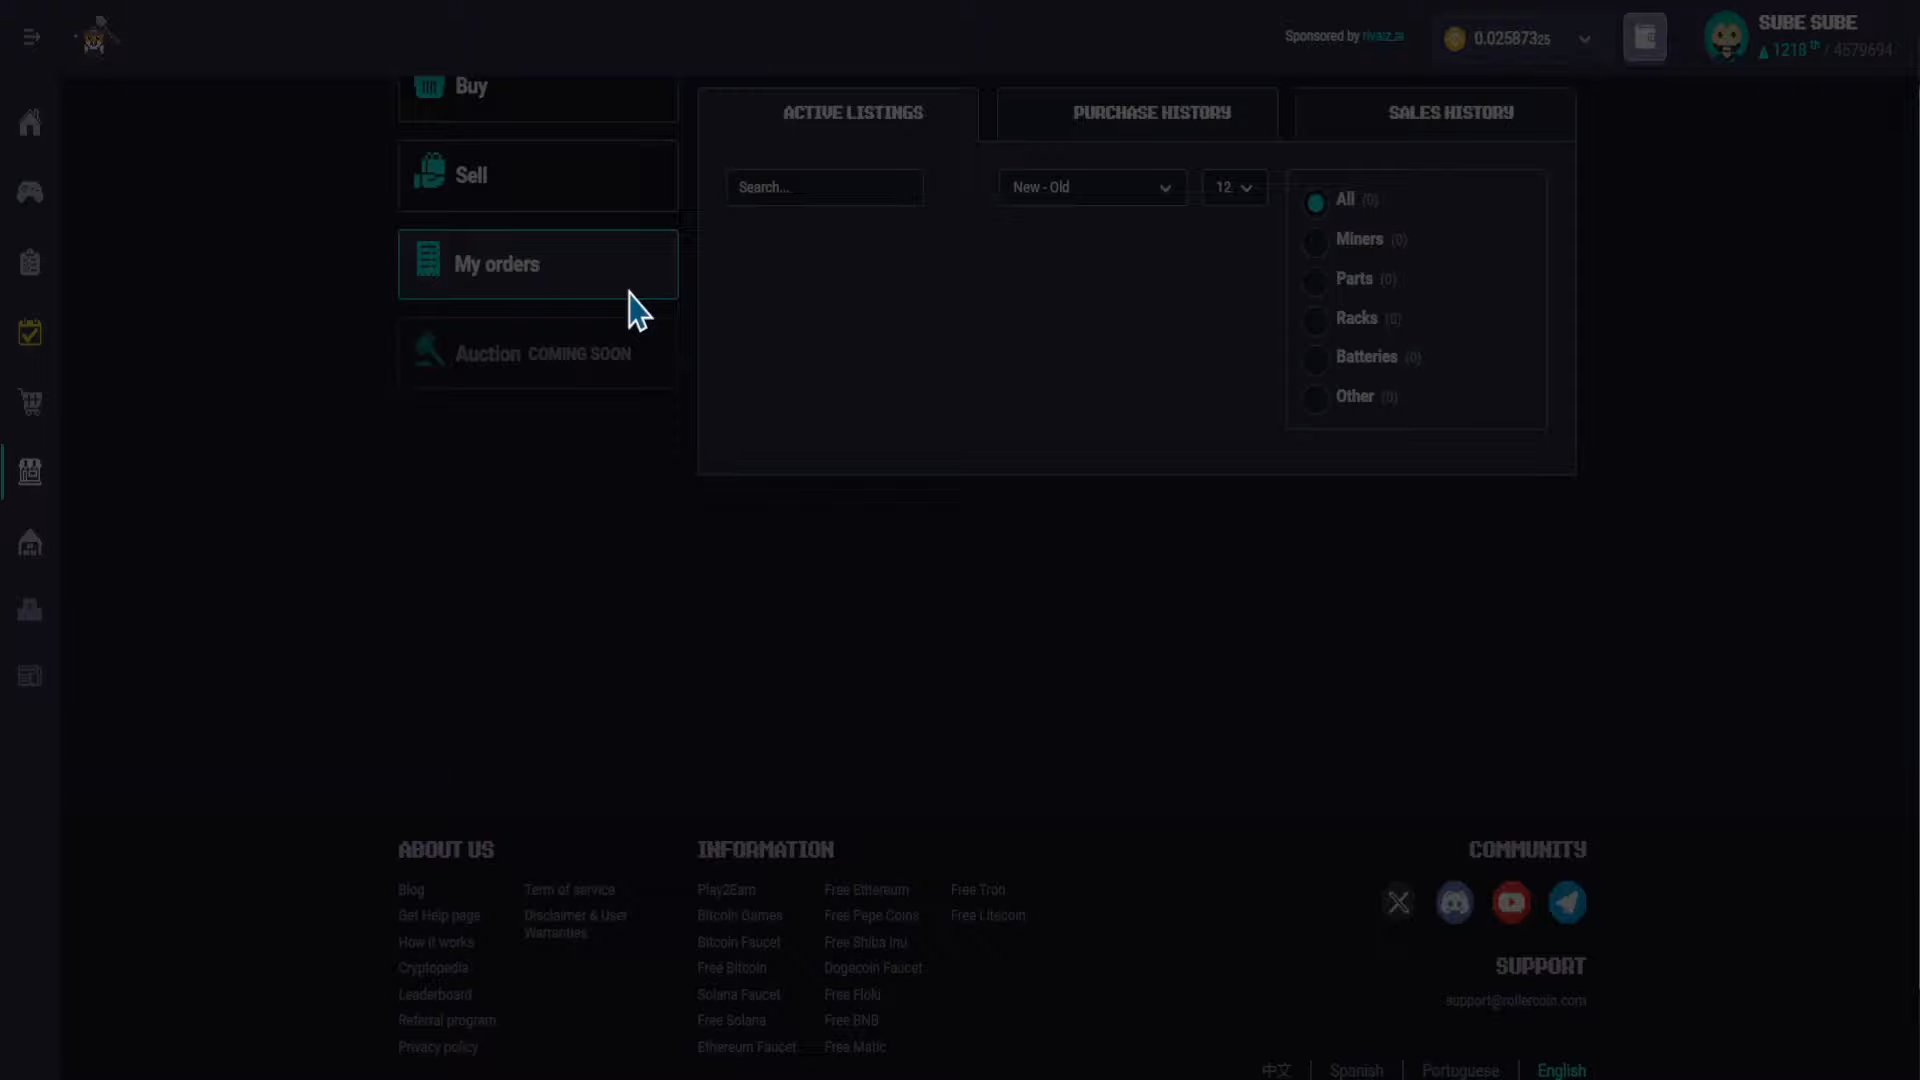 Sponsored by
0.02587325
SUBE SUBE
1218 th / 4579694
Buy
Sell
My orders
Auction COMING SOON
ACTIVE LISTINGS
PURCHASE HISTORY
SALES HISTORY
Search...
New - Old
12
All (0)
Miners (0)
Parts (0)
Racks (0)
Batteries (0)
Other (0)
ABOUT US
Blog
Get Help page
How it works
Cryptopedia
Leaderboard
Referral program
Privacy policy
Term of service
Disclaimer & User
Warranties
INFORMATION
Play2Earn
Bitcoin Games
Bitcoin Faucet
Free Bitcoin
Solana Faucet
Free Solana
Ethereum Faucet
Free Ethereum
Free Pepe Coins
Free Shiba Inu
Dogecoin Faucet
Free Floki
Free BNB
Free Matic
Free Tron
Free Litecoin
COMMUNITY
SUPPORT
support@rollercoin.com
中文 | Spanish | Portuguese | English